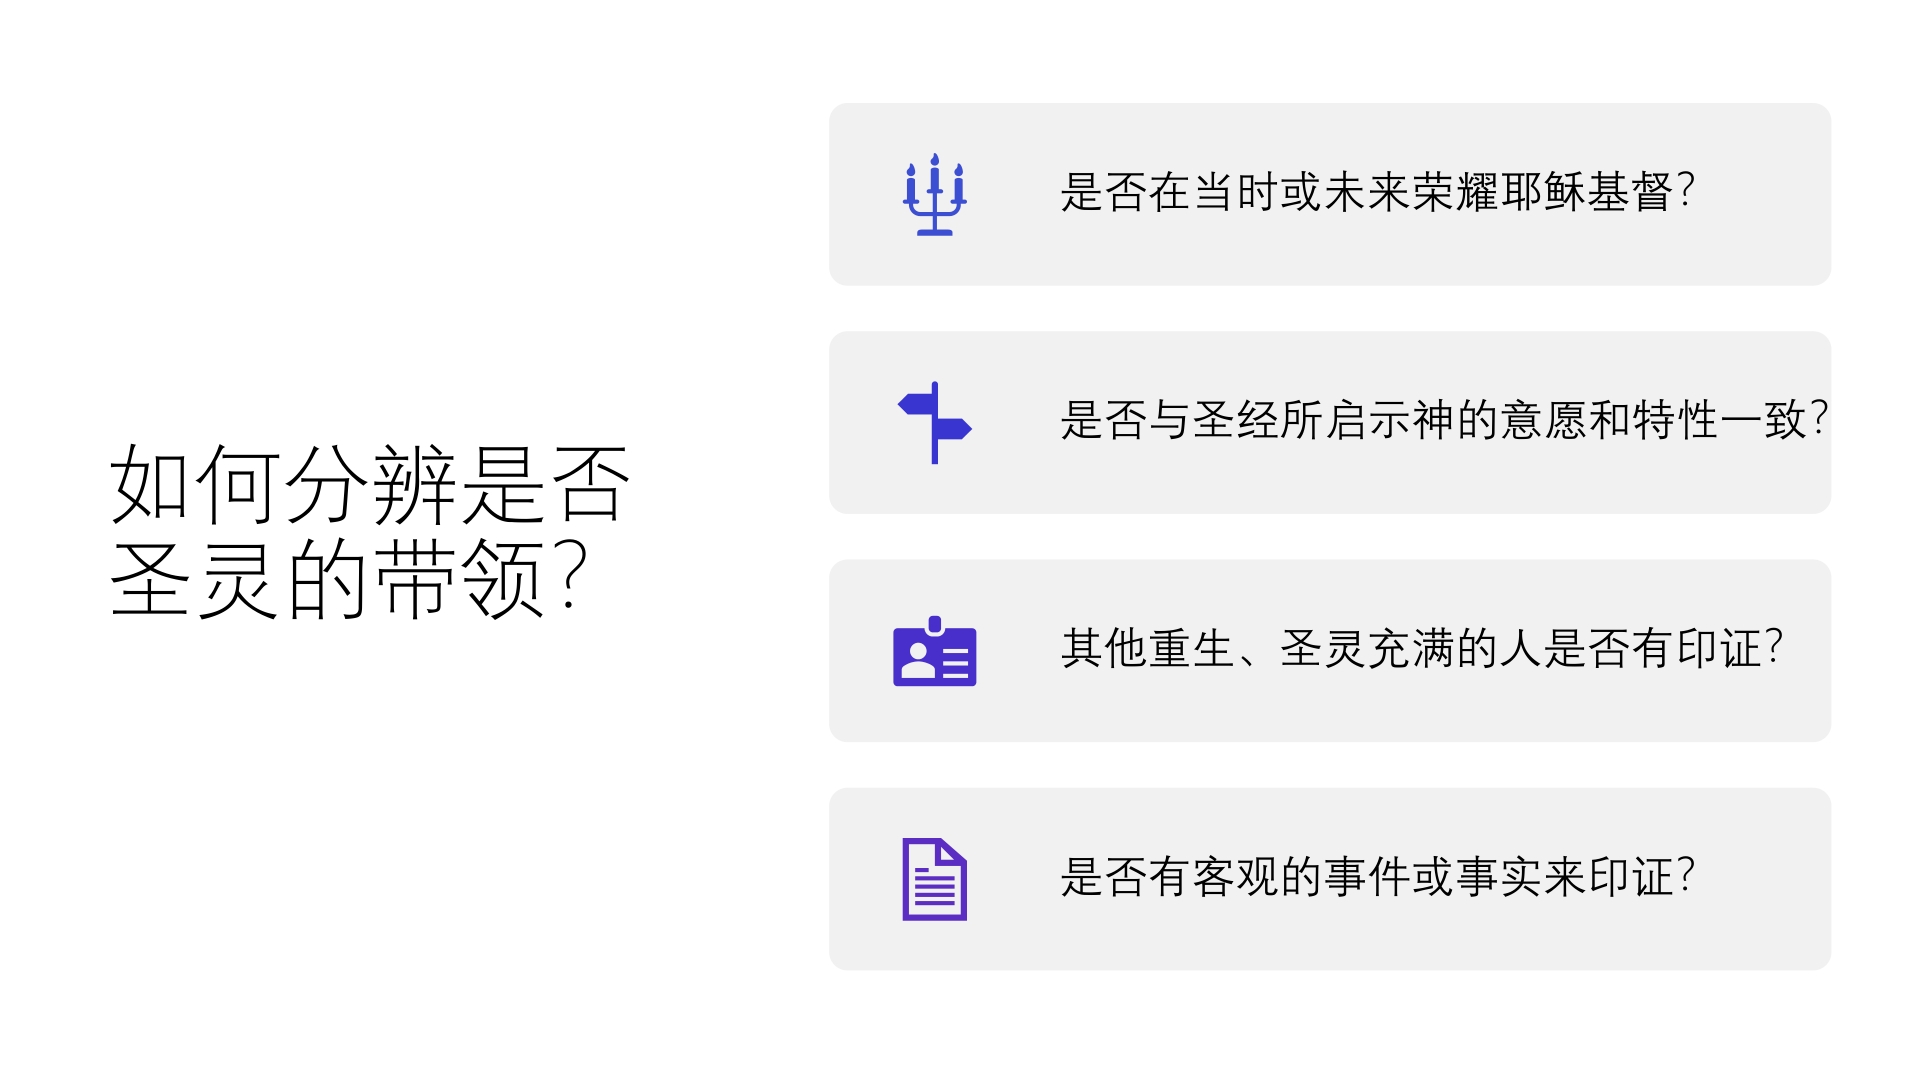 如何分辨是否
圣灵的带领?
是否在当时或未来荣耀耶稣基督?
是否与圣经所启示神的意愿和特性一致?
其他重生、圣灵充满的人是否有印证?
是否有客观的事件或事实来印证?